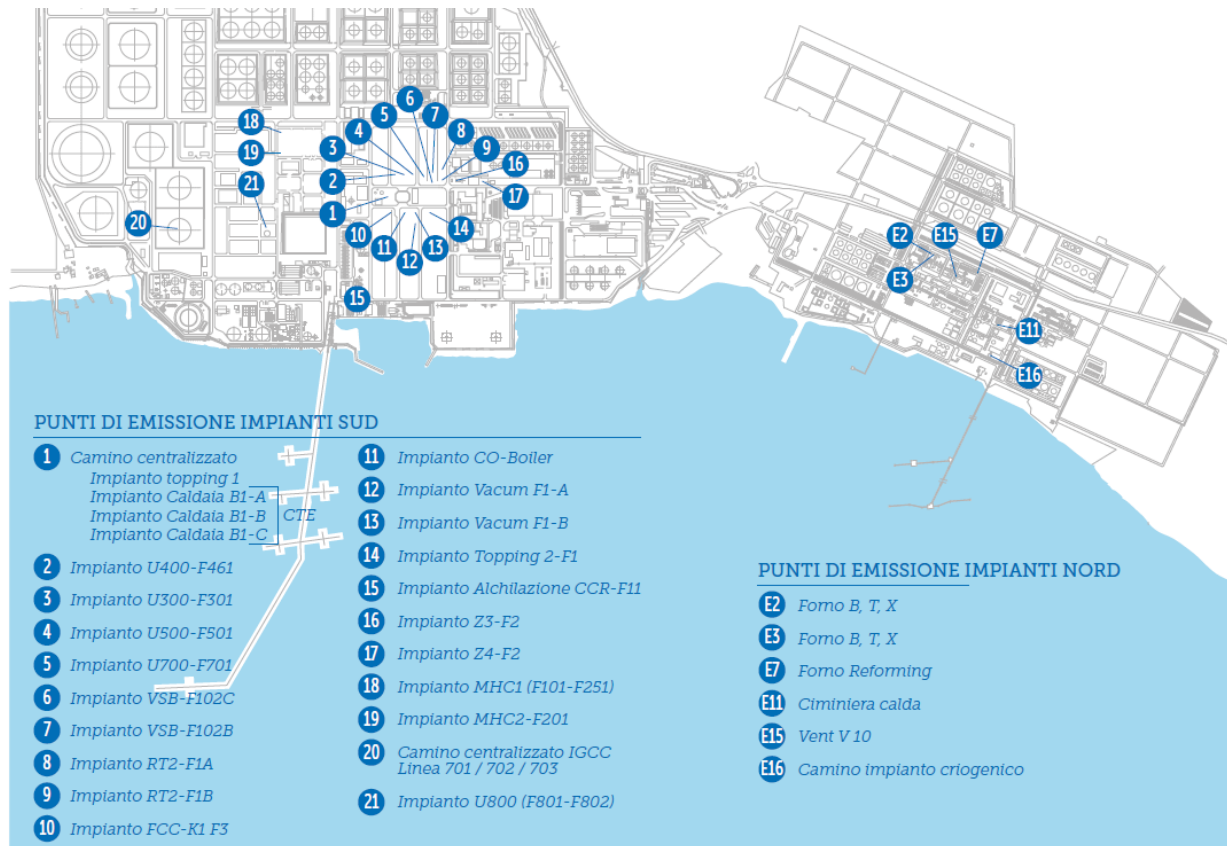 6
5
7
18
4
8
3
9
19
16
2
21
17
1
20
10
14
11
13
12
15
E2
E15
E7
E3
E11
E16
PUNTI DI EMISSIONE IMPIANTI SUD
1 Camino centralizzato
Impianto topping 1
Impianto Caldaia B1-A
Impianto Caldaia B1-B
Impianto Caldaia B1-C
CTE
2 Impianto U400-F461
3 Impianto U300-F301
4 Impianto U500-F501
5 Impianto U700-F701
6 Impianto VSB-F102C
7 Impianto VSB-F102B
8 Impianto RT2-F1A
9 Impianto RT2-F1B
10 Impianto FCC-K1 F3
11 Impianto CO-Boiler
12 Impianto Vacum F1-A
13 Impianto Vacum F1-B
14 Impianto Topping 2-F1
15 Impianto Alchilazione CCR-F11
16 Impianto Z3-F2
17 Impianto Z4-F2
18 Impianto MHC1 (F101-F251)
19 Impianto MHC2-F201
20 Camino centralizzato IGCC
Linea 701 / 702 / 703
21 Impianto U800 (F801-F802)
PUNTI DI EMISSIONE IMPIANTI NORD
E2 Forno B, T, X
E3 Forno B, T, X
E7 Forno Reforming
E11 Ciminiera calda
E15 Vent V 10
E16 Camino impianto criogenico